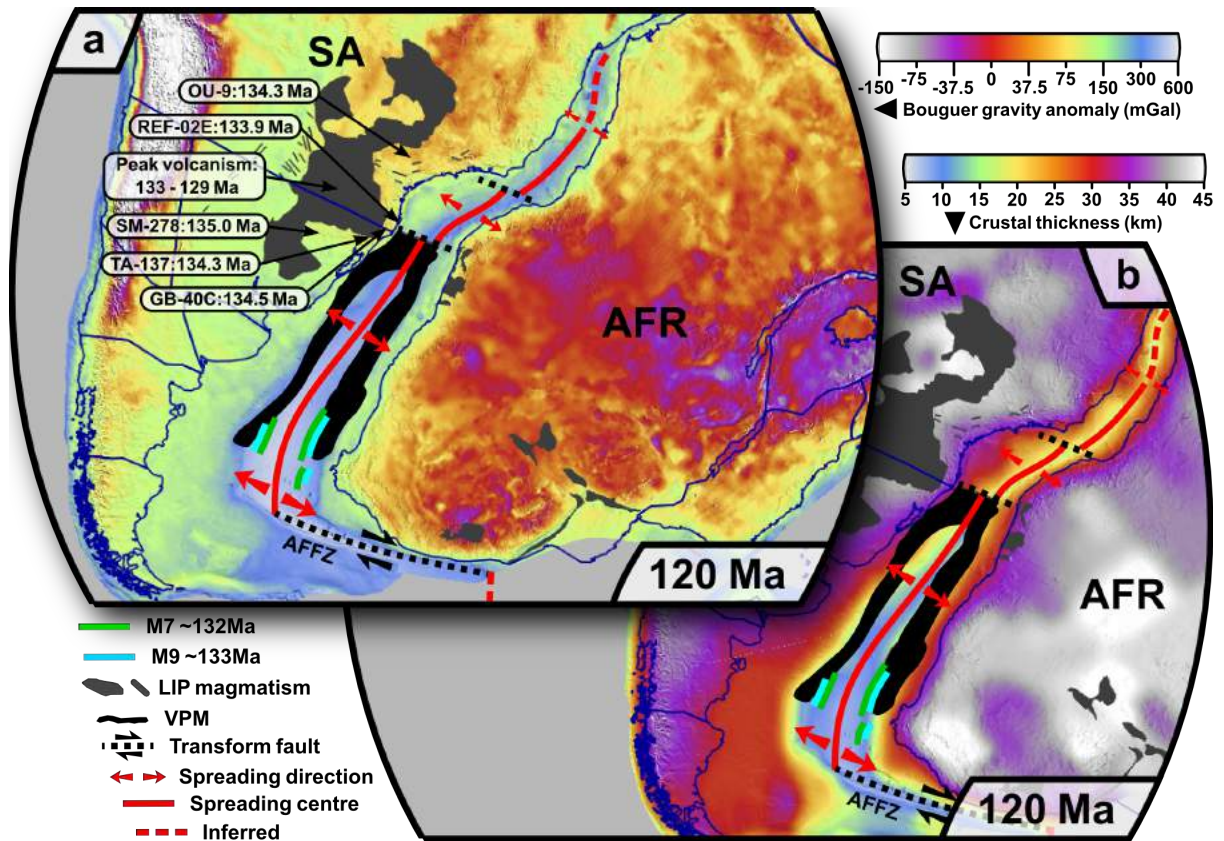 a
SA
OU-9:134.3 Ma
REF-02E:133.9 Ma
Peak volcanism:
133 - 129 Ma
SM-278:135.0 Ma
TA-137:134.3 Ma
GB-40C:134.5 Ma
AFR
AFFZ
120 Ma
-150 -75 -37.5 0 37.5 75 150 300 600
Bouguer gravity anomaly (mGal)
5 10 15 20 25 30 35 40 45
Crustal thickness (km)
b
SA
AFR
AFFZ
120 Ma
M7 ~132Ma
M9 ~133Ma
LIP magmatism
VPM
Transform fault
Spreading direction
Spreading centre
Inferred